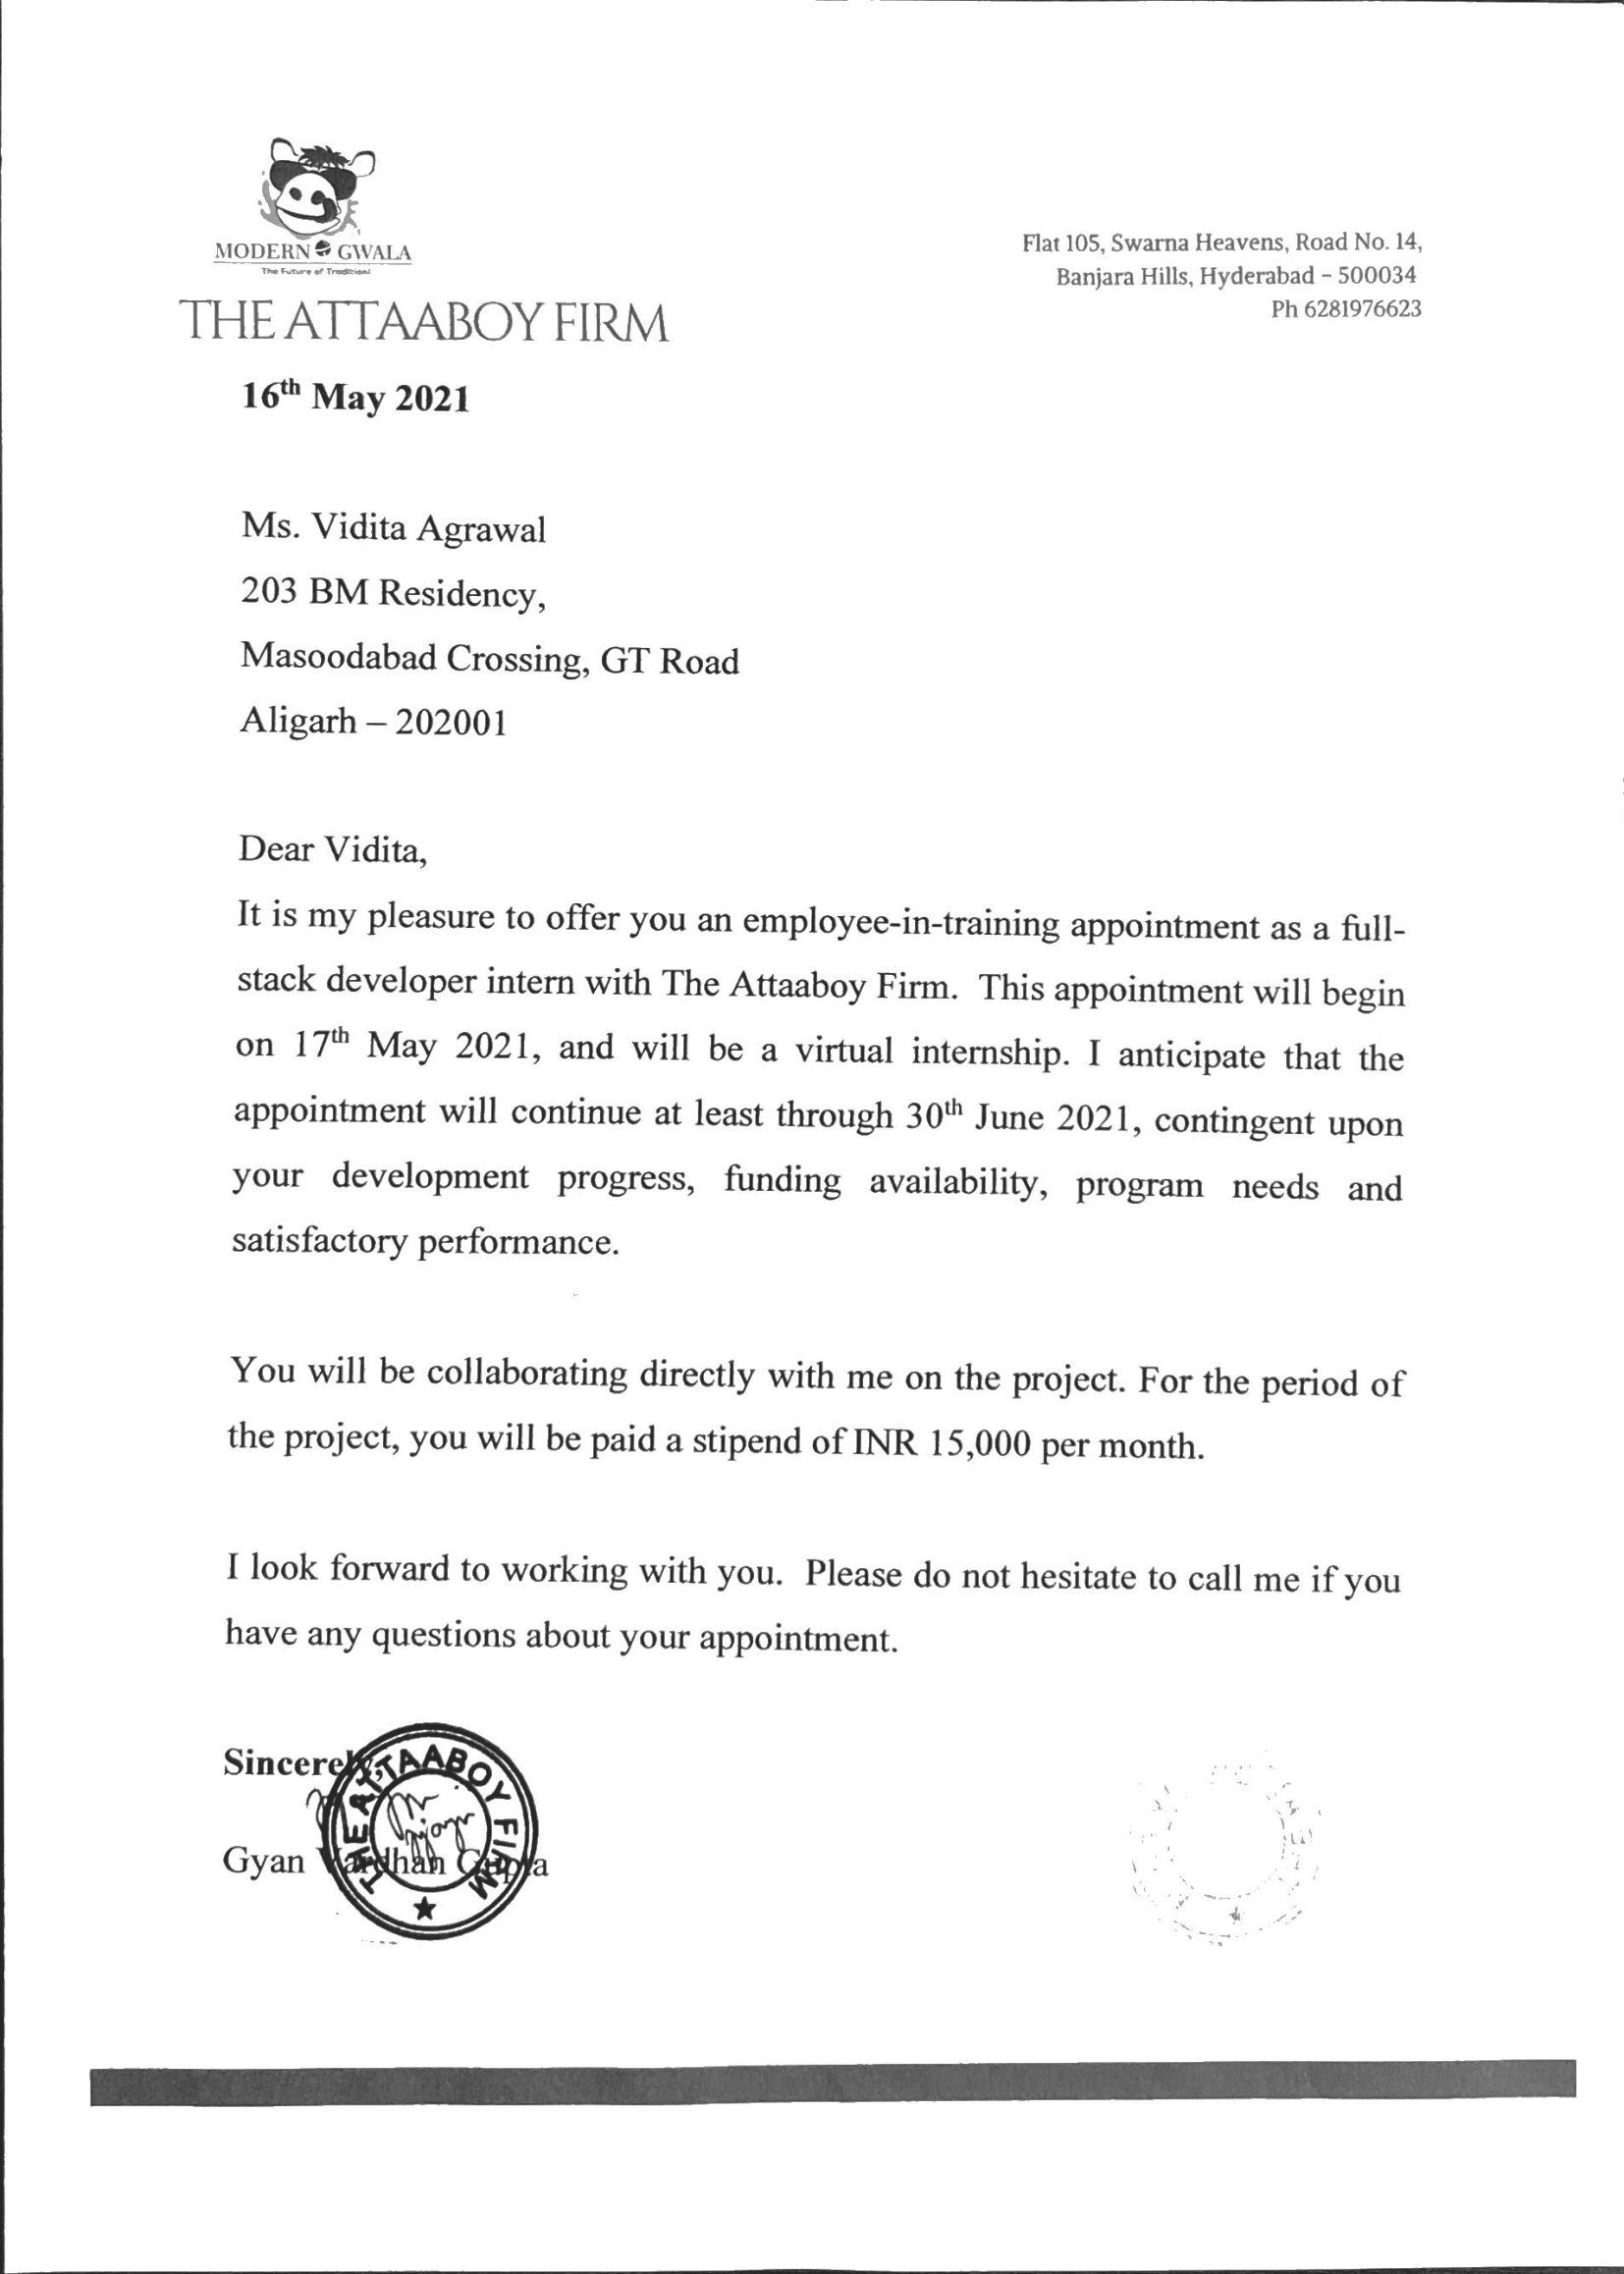 MODERN GWALA
The Future of Traditional
THE ATTAABOY FIRM
Flat 105, Swarna Heavens, Road No. 14,
Banjara Hills, Hyderabad - 500034
Ph 6281976623
16th May 2021
Ms. Vidita Agrawal
203 BM Residency,
Masoodabad Crossing, GT Road
Aligarh – 202001
Dear Vidita,
It is my pleasure to offer you an employee-in-training appointment as a full-
stack developer intern with The Attaaboy Firm. This appointment will begin
on 17th May 2021, and will be a virtual internship. I anticipate that the
appointment will continue at least through 30th June 2021, contingent upon
your development progress, funding availability, program needs and
satisfactory performance.
You will be collaborating directly with me on the project. For the period of
the project, you will be paid a stipend of INR 15,000 per month.
I look forward to working with you. Please do not hesitate to call me if you
have any questions about your appointment.
Sincerely,
THE ATTAABOY FIRM
Gyan Vardhan Gupta